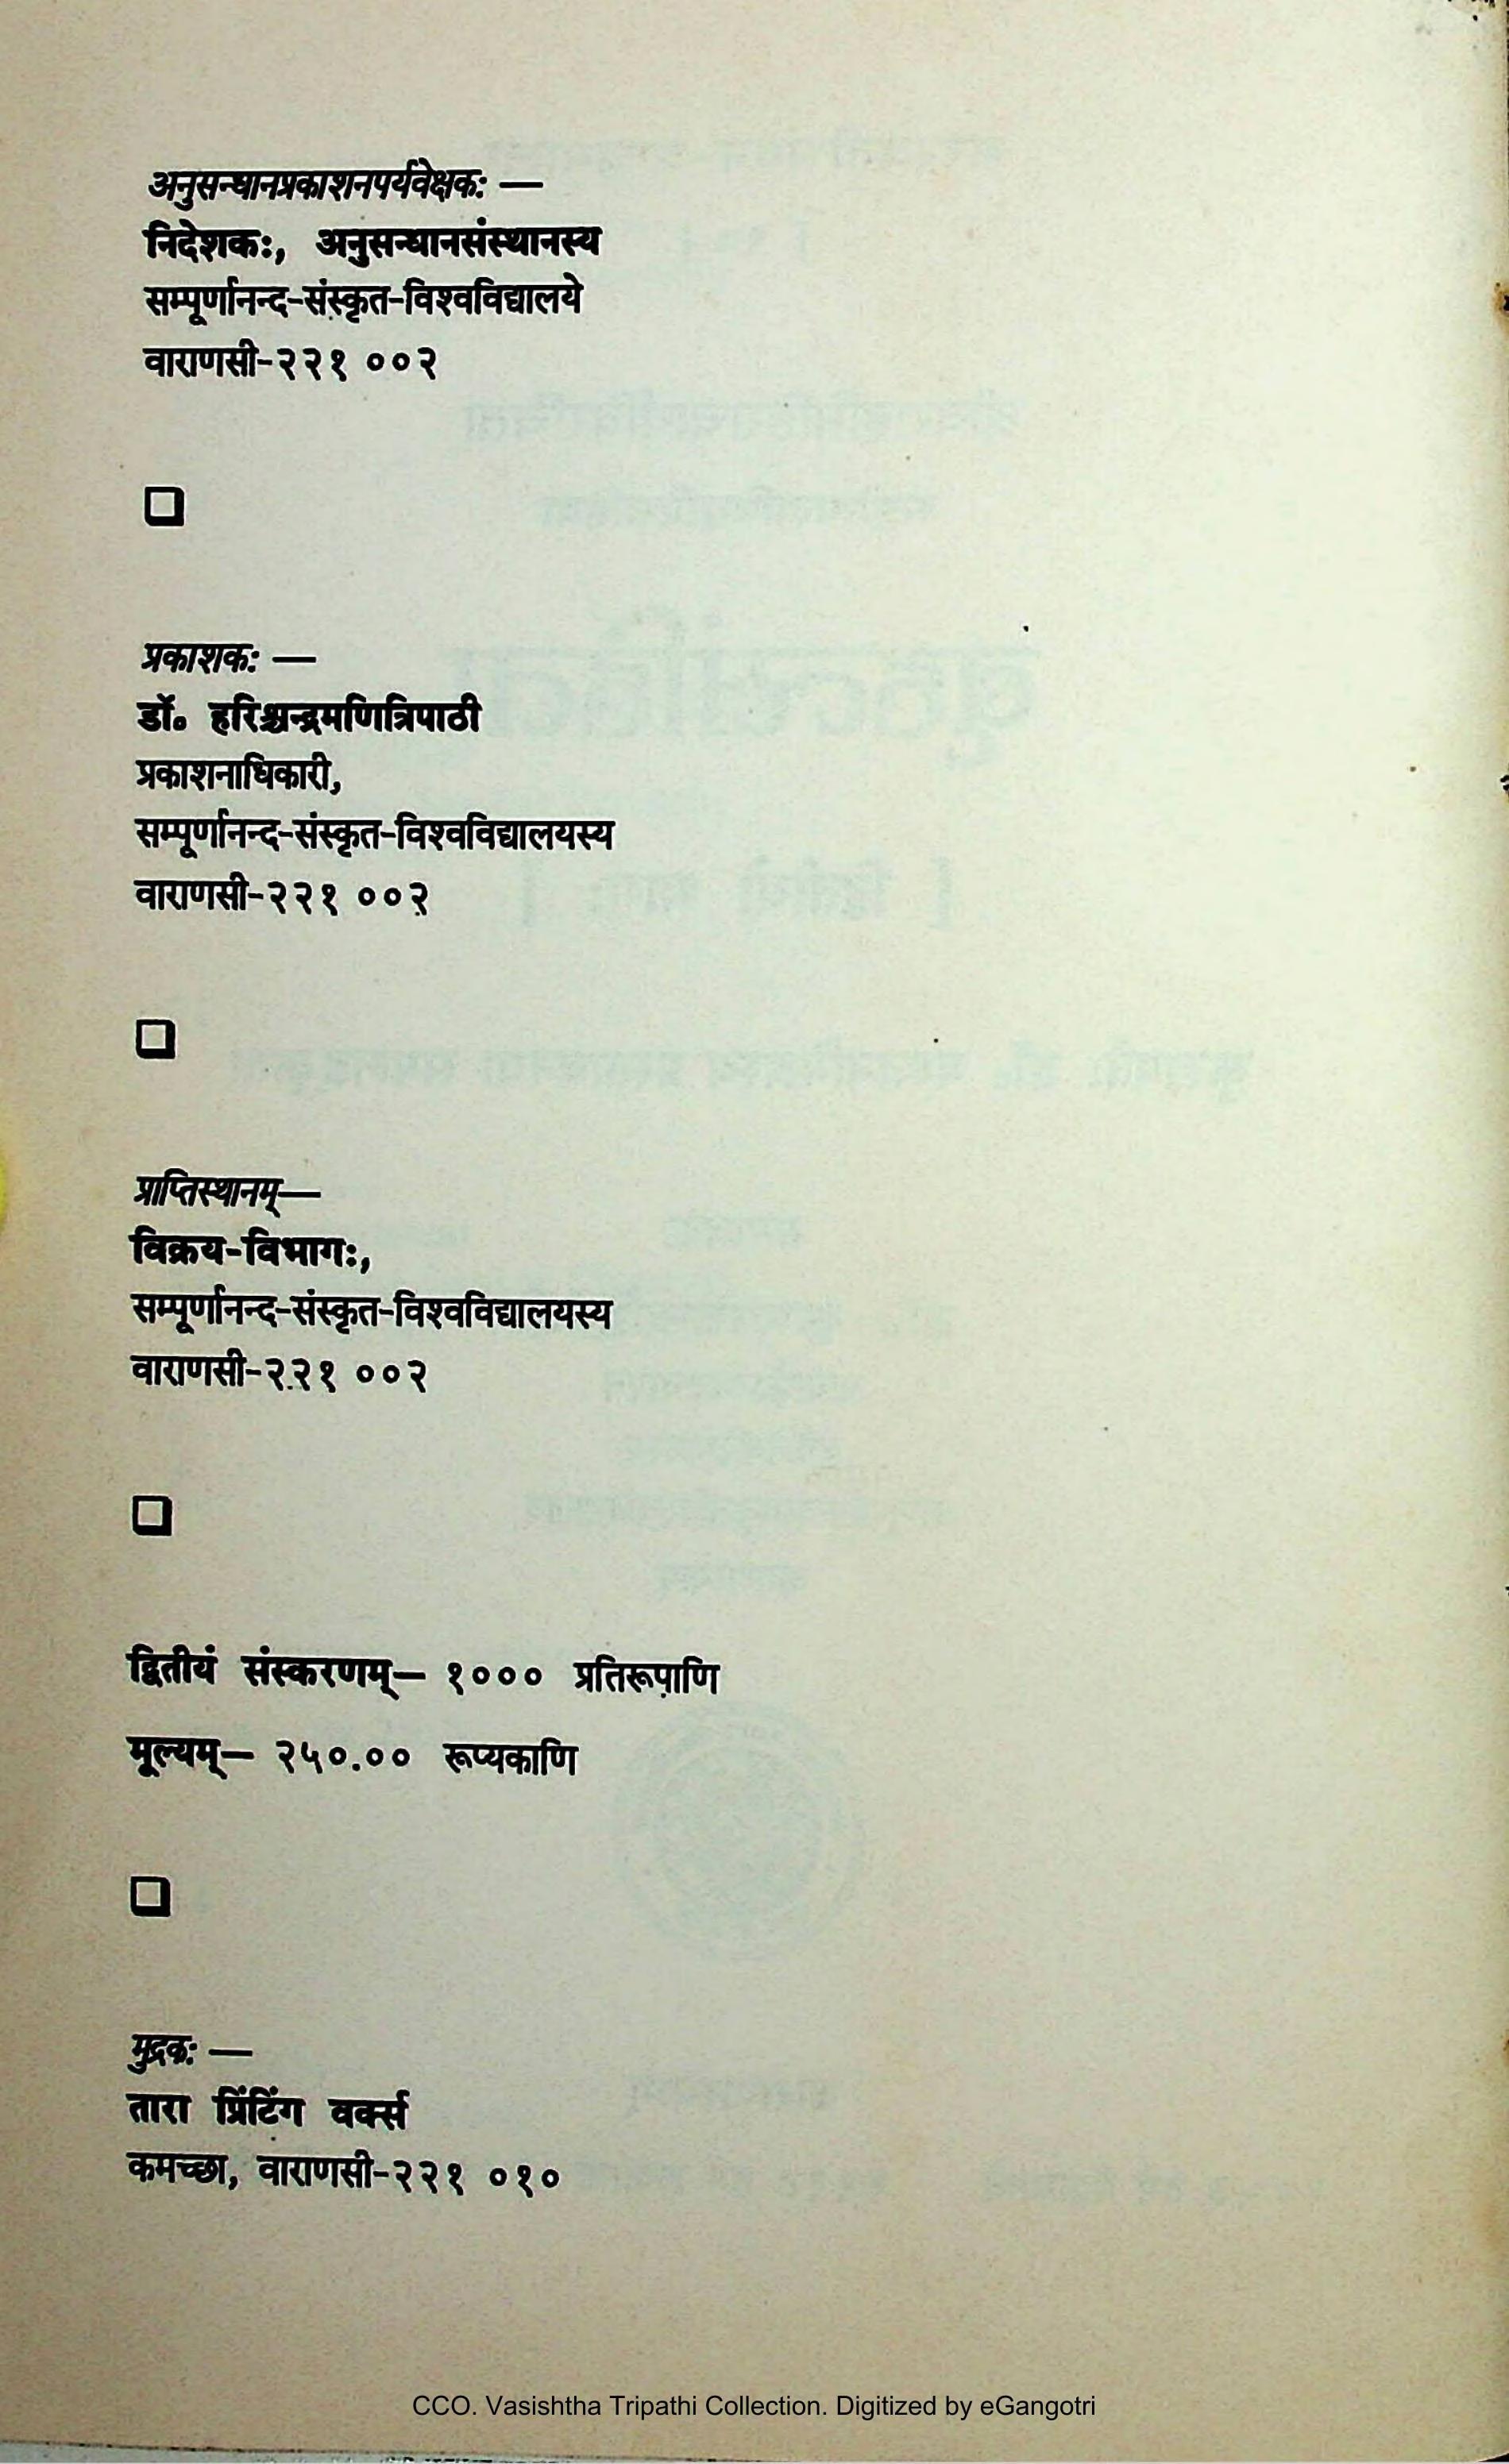 अनुसन्धानप्रकाशनपर्यवेक्षकः —
निदेशकः, अनुसन्धानसंस्थानस्य
सम्पूर्णानन्द-संस्कृत-विश्वविद्यालये
वाराणसी-२२१ ००२
❑
प्रकाशकः —
डॉ० हरिश्चन्द्रमणित्रिपाठी
प्रकाशनाधिकारी,
सम्पूर्णानन्द-संस्कृत-विश्वविद्यालयस्य
वाराणसी-२२१ ००२
❑
प्राप्तिस्थानम्—
विक्रय-विभागः,
सम्पूर्णानन्द-संस्कृत-विश्वविद्यालयस्य
वाराणसी-२२१ ००२
❑
द्वितीयं संस्करणम्— १००० प्रतिरूपाणि
मूल्यम्— २५०.०० रूप्यकाणि
❑
मुद्रकः —
तारा प्रिंटिंग वर्क्स
कमच्छा, वाराणसी-२२१ ०१०
CCO. Vasishtha Tripathi Collection. Digitized by eGangotri